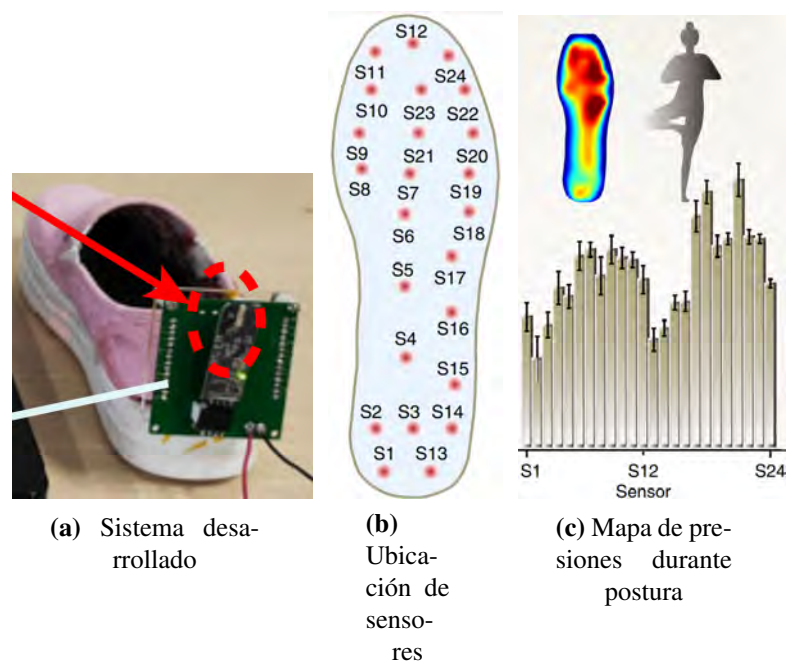 S12
S11
S24
S10
S23
S22
S9
S21
S20
S8
S7
S19
S6
S18
S5
S17
S16
S4
S15
S2
S3
S14
S1
S13
S1
S12
S24
Sensor
(a) Sistema desa-
rrollado
(b)
Ubica-
ción de
senso-
res
(c) Mapa de pre-
siones durante
postura